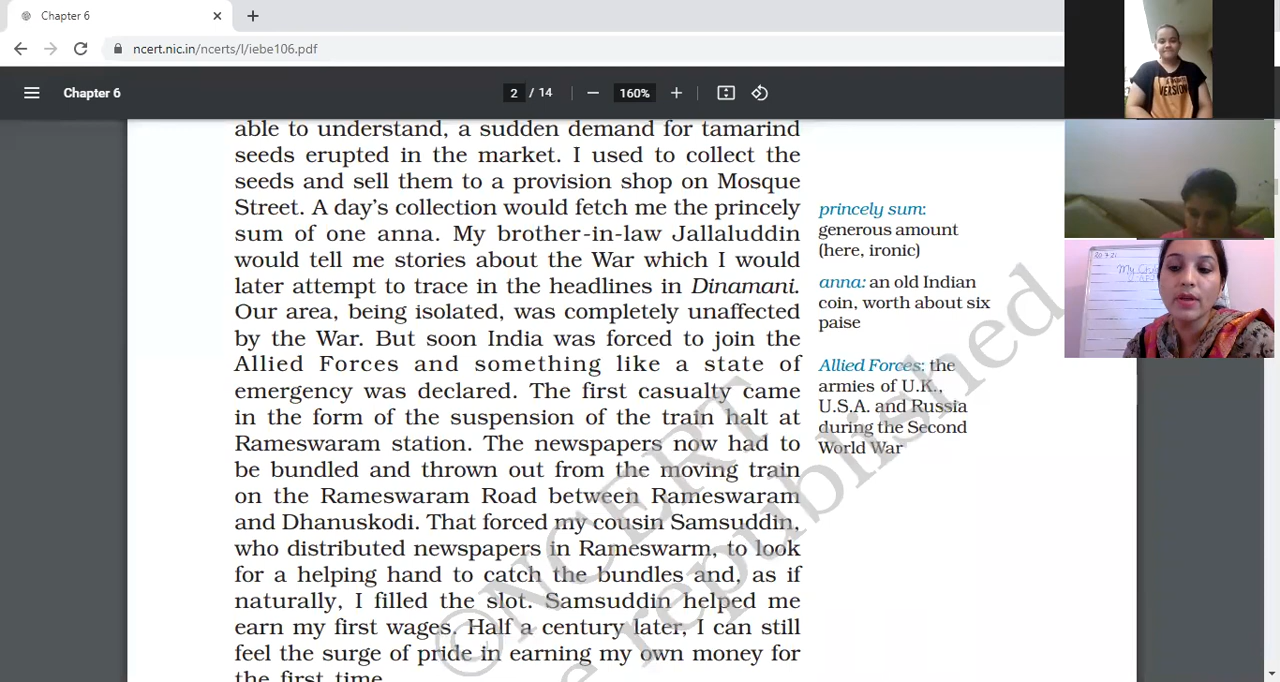 Chapter 6
ncert.nic.in/ncerts/l/iebe106.pdf
Chapter 6
2 / 14
160%
able to understand, a sudden demand for tamarind
seeds erupted in the market. I used to collect the
seeds and sell them to a provision shop on Mosque
Street. A day's collection would fetch me the princely
sum of one anna. My brother-in-law Jallaluddin
would tell me stories about the War which I would
later attempt to trace in the headlines in Dinamani.
Our area, being isolated, was completely unaffected
by the War. But soon India was forced to join the
Allied Forces and something like a state of
emergency was declared. The first casualty came
in the form of the suspension of the train halt at
Rameswaram station. The newspapers now had to
be bundled and thrown out from the moving train
on the Rameswaram Road between Rameswaram
and Dhanuskodi. That forced my cousin Samsuddin,
who distributed newspapers in Rameswarm, to look
for a helping hand to catch the bundles and, as if
naturally, I filled the slot. Samsuddin helped me
earn my first wages. Half a century later, I can still
feel the surge of pride in earning my own money for
the first time.
princely sum:
generous amount
(here, ironic)
anna: an old Indian
coin, worth about six
paise
Allied Forces: the
armies of U.K.,
U.S.A. and Russia
during the Second
World War
©NCERT
be republished
VERSION
20.7.21